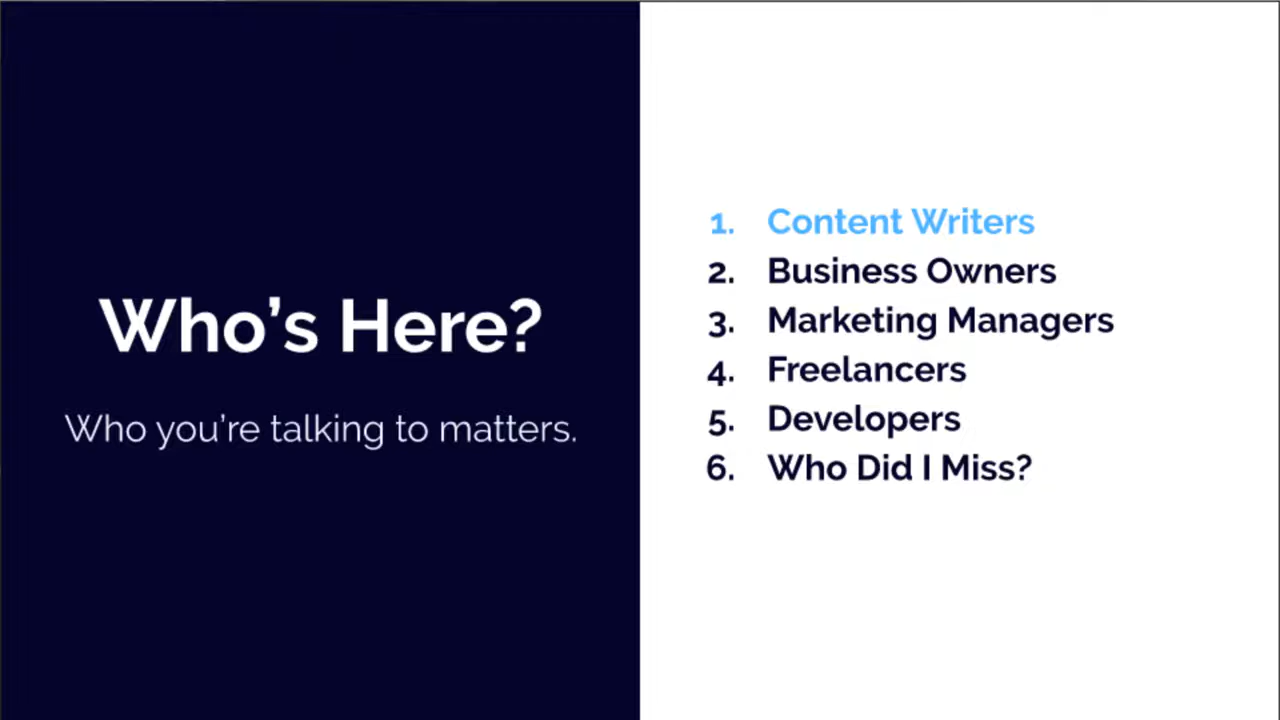 Who’s Here?
Who you’re talking to matters.
1. Content Writers
2. Business Owners
3. Marketing Managers
4. Freelancers
5. Developers
6. Who Did I Miss?